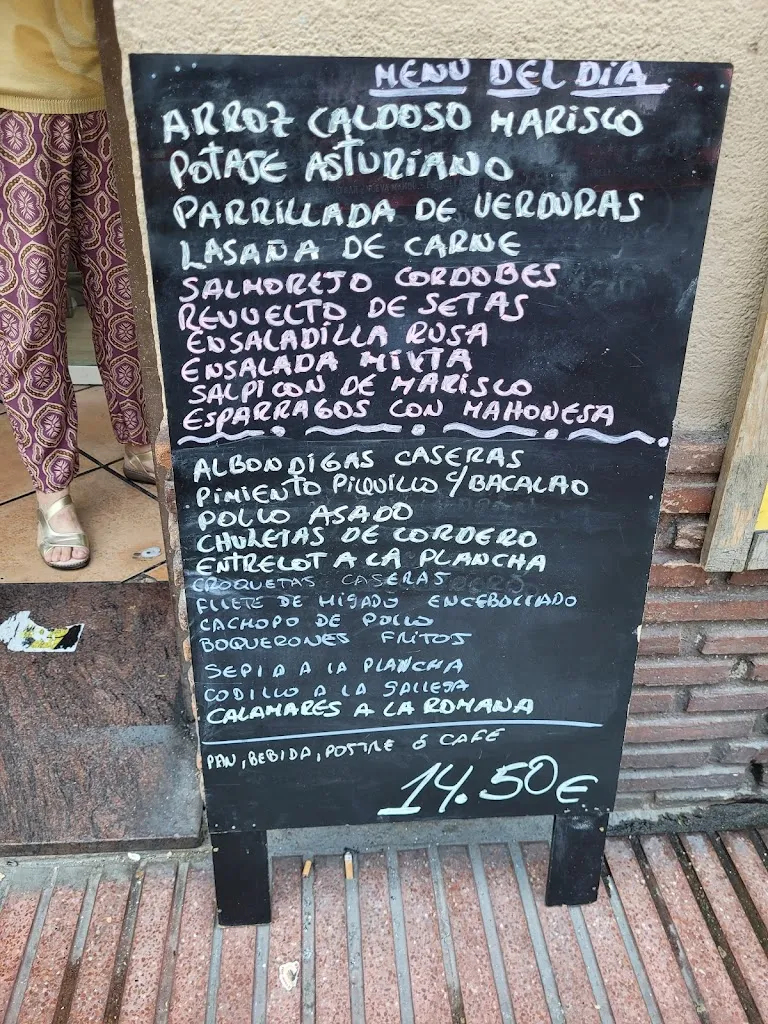 MENU DEL DIA
ARROZ CALDOSO MARISCO
POTAJE ASTURIANO
PARRILLADA DE VERDURAS
LASAÑA DE CARNE
SALMOREJO CORDOBES
REVUELTO DE SETAS
ENSALADILLA RUSA
ENSALADA MIXTA
SALPICON DE MARISCO
ESPARRAGOS CON MAHONESA
ALBONDIGAS CASERAS
PIMIENTO PIQUILLO C/BACALAO
POLLO ASADO
CHULETAS DE CORDERO
ENTRECOT A LA PLANCHA
CROQUETAS CASERAS
FILETE DE HIGADO ENCEBOLLADO
CACHOPO DE POLLO
BOQUERONES FRITOS
SEPIA A LA PLANCHA
CODILLO A LA GALLEGA
CALAMARES A LA ROMANA
PAN, BEBIDA, POSTRE Ó CAFE
14.50€